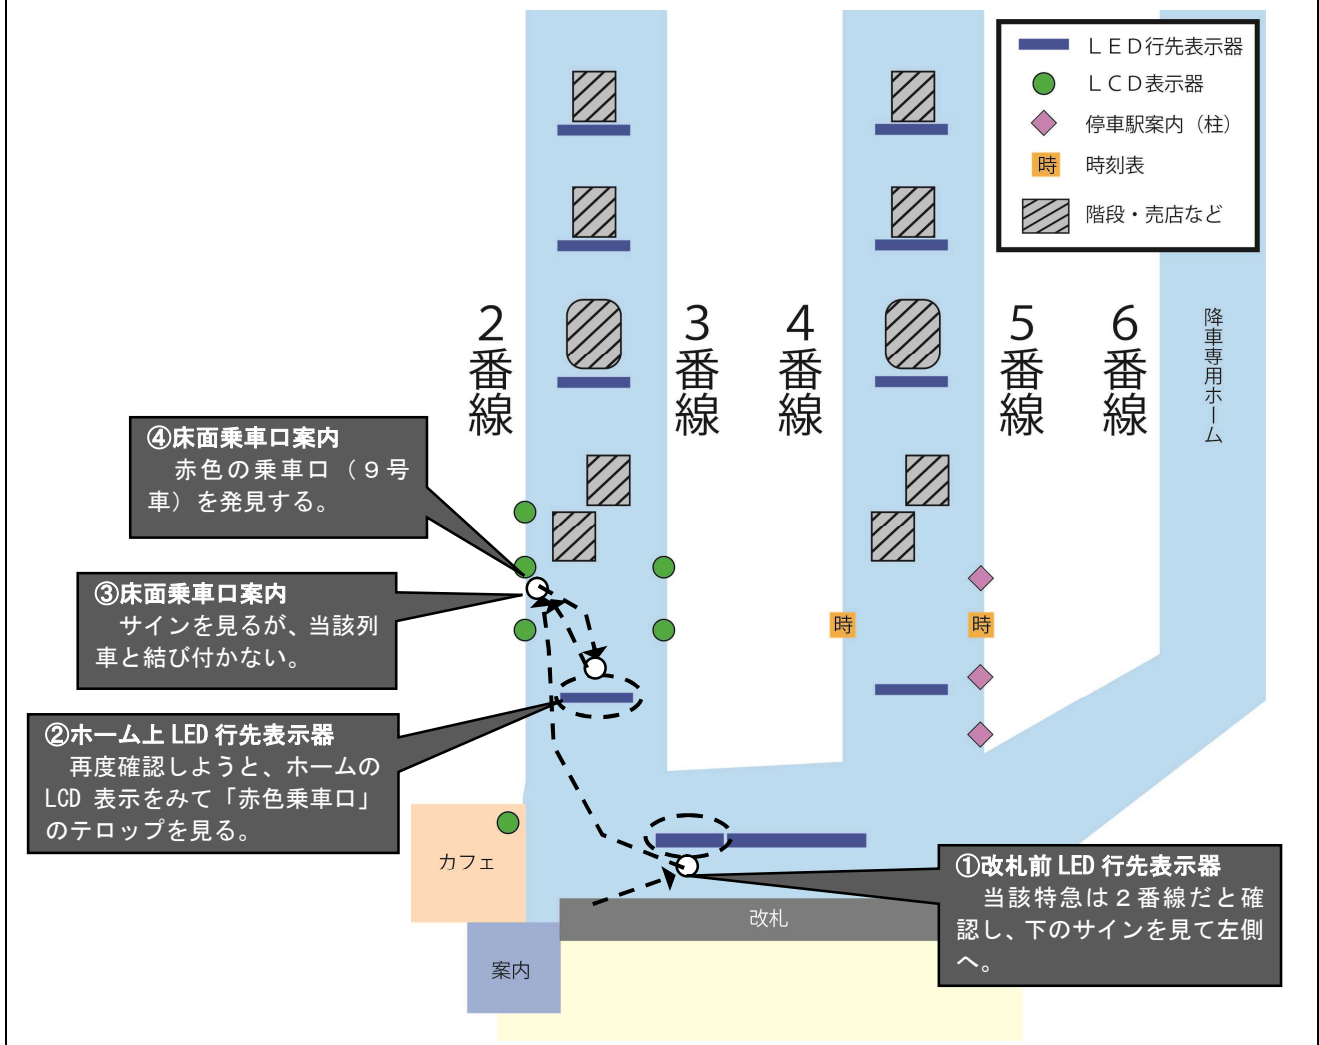 LED行先表示器
LCD表示器
停車駅案内（柱）
時 時刻表
階段・売店など
2番線
3番線
4番線
5番線
6番線
降車専用ホーム
④床面乗車口案内
赤色の乗車口（９号
車）を発見する。
③床面乗車口案内
サインを見るが、当該列
車と結び付かない。
時
時
②ホーム上 LED 行先表示器
再度確認しようと、ホームの
LCD 表示をみて「赤色乗車口」
のテロップを見る。
カフェ
①改札前 LED 行先表示器
当該特急は２番線だと確
認し、下のサインを見て左側
へ。
改札
案内